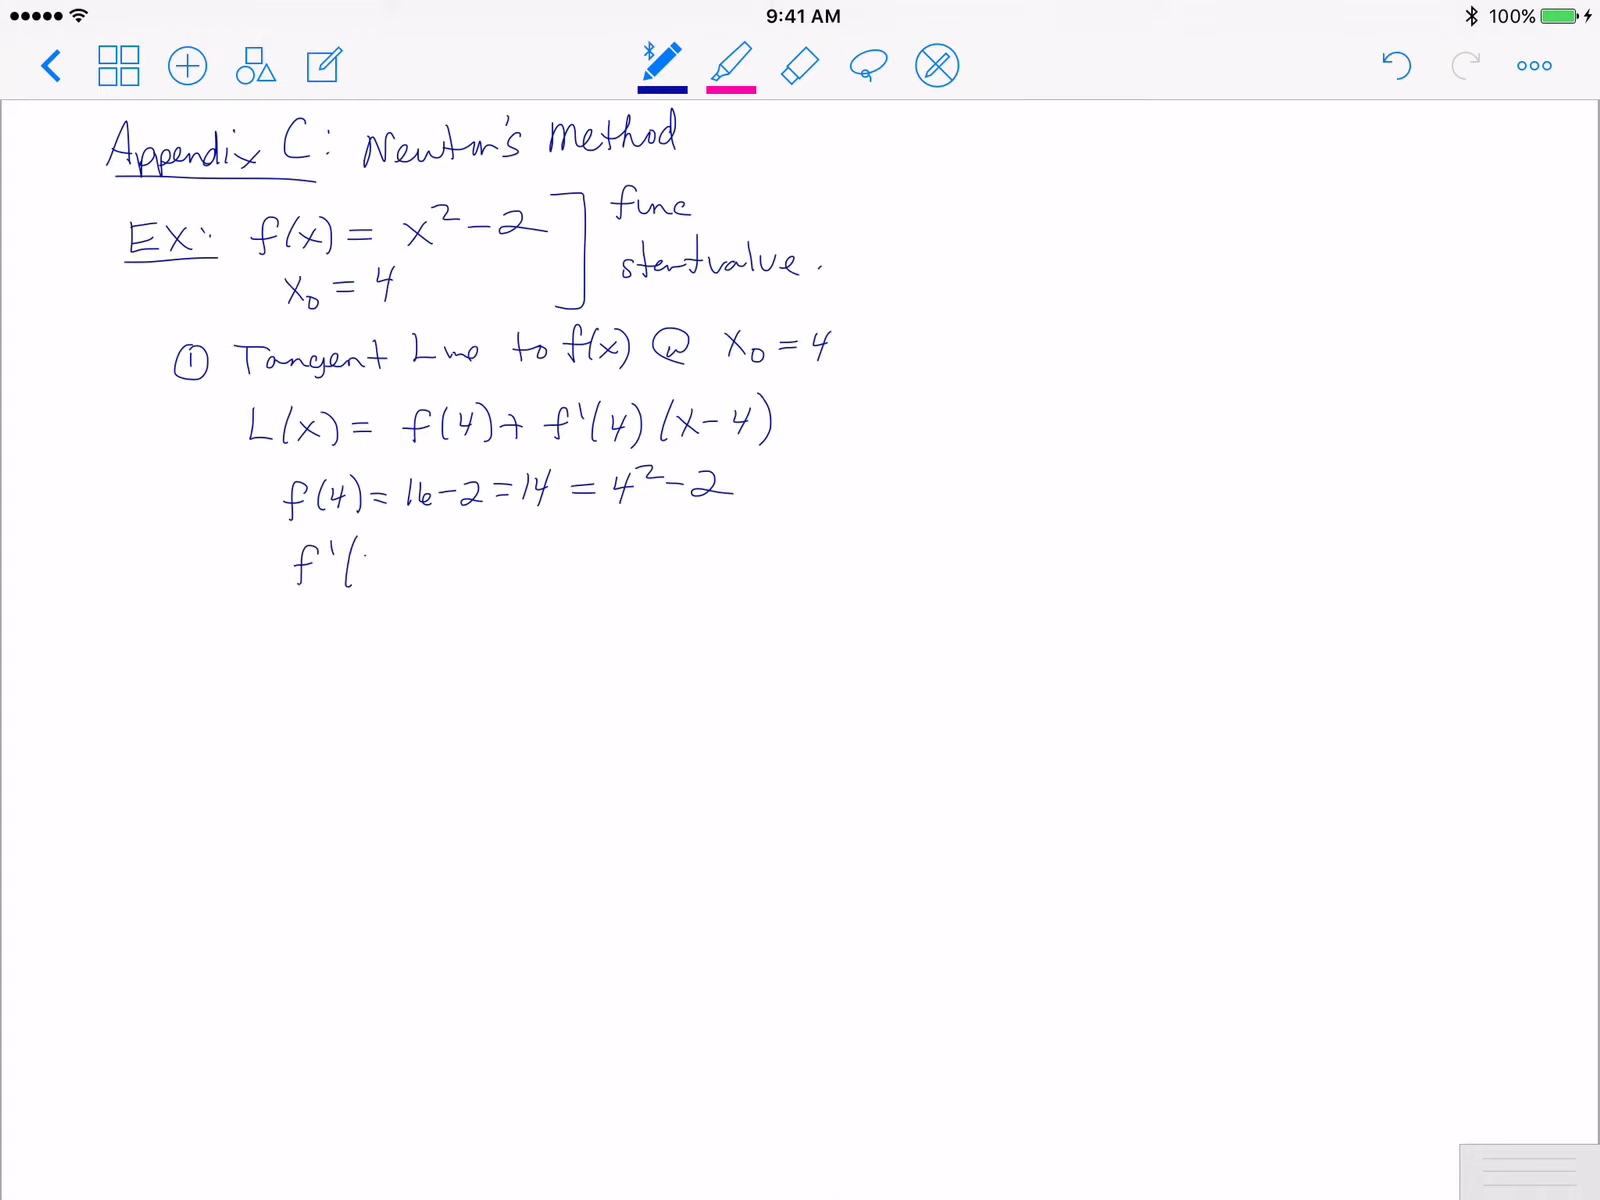 9:41 AM
100%
Appendix C: Newton's Method
EX: f(x) = x² - 2
func
x₀ = 4
startvalue.
① Tangent Line to f(x) @ x₀ = 4
L(x) = f(4) + f'(4) (x - 4)
f(4) = 16 - 2 = 14 = 4² - 2
f'(